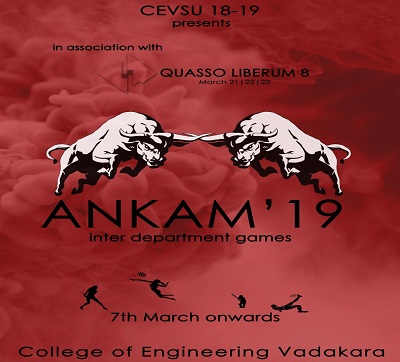 CEVSU 18-19
presents
in association with
QUASSO LIBERUM 8
March 21|22|23
ANKAM'19
inter department games
7th March onwards
College of Engineering Vadakara